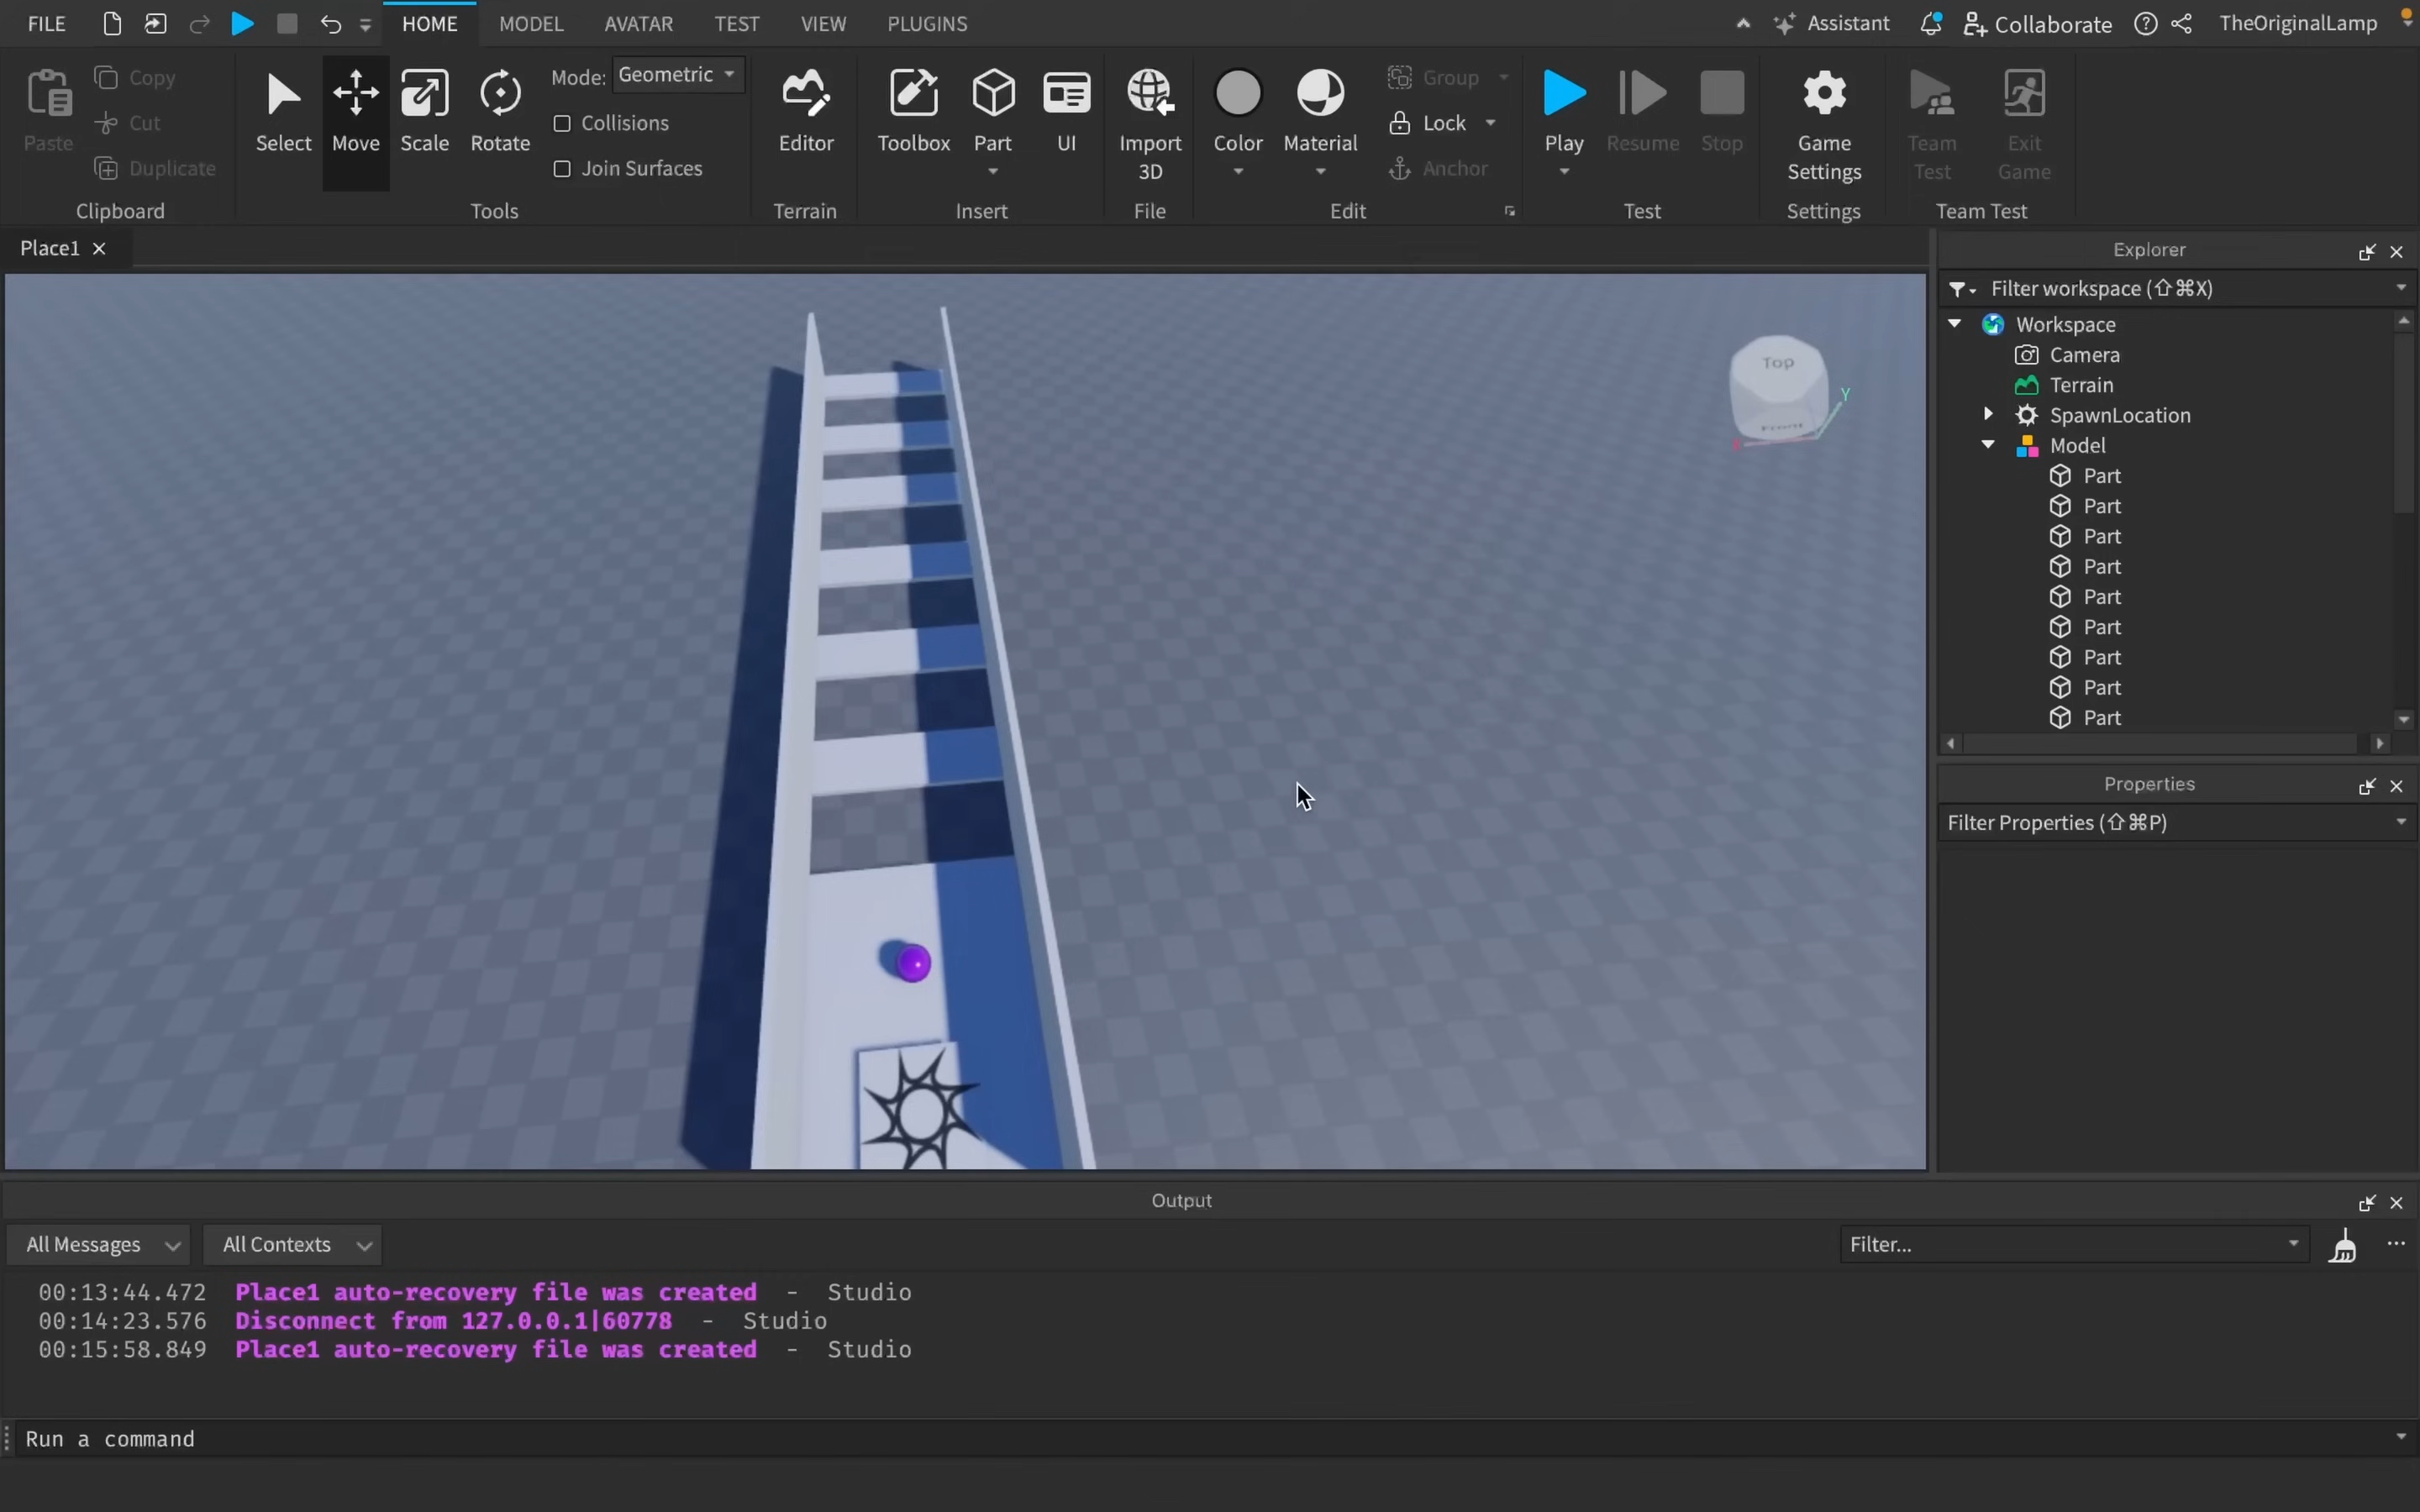 FILE
HOME
MODEL
AVATAR
TEST
VIEW
PLUGINS
Assistant
Collaborate
TheOriginalLamp
Paste
Copy
Cut
Duplicate
Clipboard
Select
Move
Scale
Rotate
Mode: Geometric
Collisions
Join Surfaces
Tools
Editor
Terrain
Toolbox
Part
UI
Insert
Import
3D
File
Color
Material
Group
Lock
Anchor
Edit
Play
Resume
Stop
Test
Game
Settings
Settings
Team
Test
Exit
Game
Team Test
Place1
Top
Front
Y
Explorer
Filter workspace (⇧⌘X)
Workspace
Camera
Terrain
SpawnLocation
Model
Part
Part
Part
Part
Part
Part
Part
Part
Part
Properties
Filter Properties (⇧⌘P)
Output
All Messages
All Contexts
Filter...
00:13:44.472 Place1 auto-recovery file was created - Studio
00:14:23.576 Disconnect from 127.0.0.1|60778 - Studio
00:15:58.849 Place1 auto-recovery file was created - Studio
Run a command